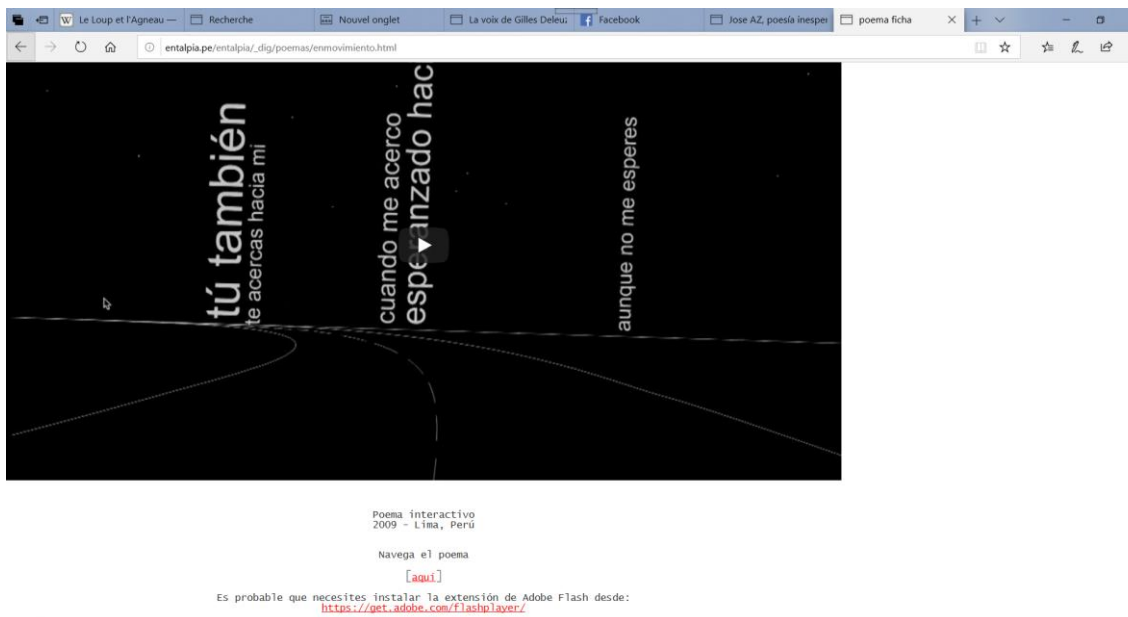 Le Loup et l'Agneau —
Recherche
Nouvel onglet
La voix de Gilles Deleuz
Facebook
Jose AZ, poesía inesper
poema ficha
entalpia.pe/entalpia/_dig/poemas/enmovimiento.html
tú también
te acercas hacia mi
cuando me acerco
esperanzado hac
aunque no me esperes
Poema interactivo
2009 - Lima, Perú
Navega el poema
[aquí]
Es probable que necesites instalar la extensión de Adobe Flash desde:
https://get.adobe.com/flashplayer/